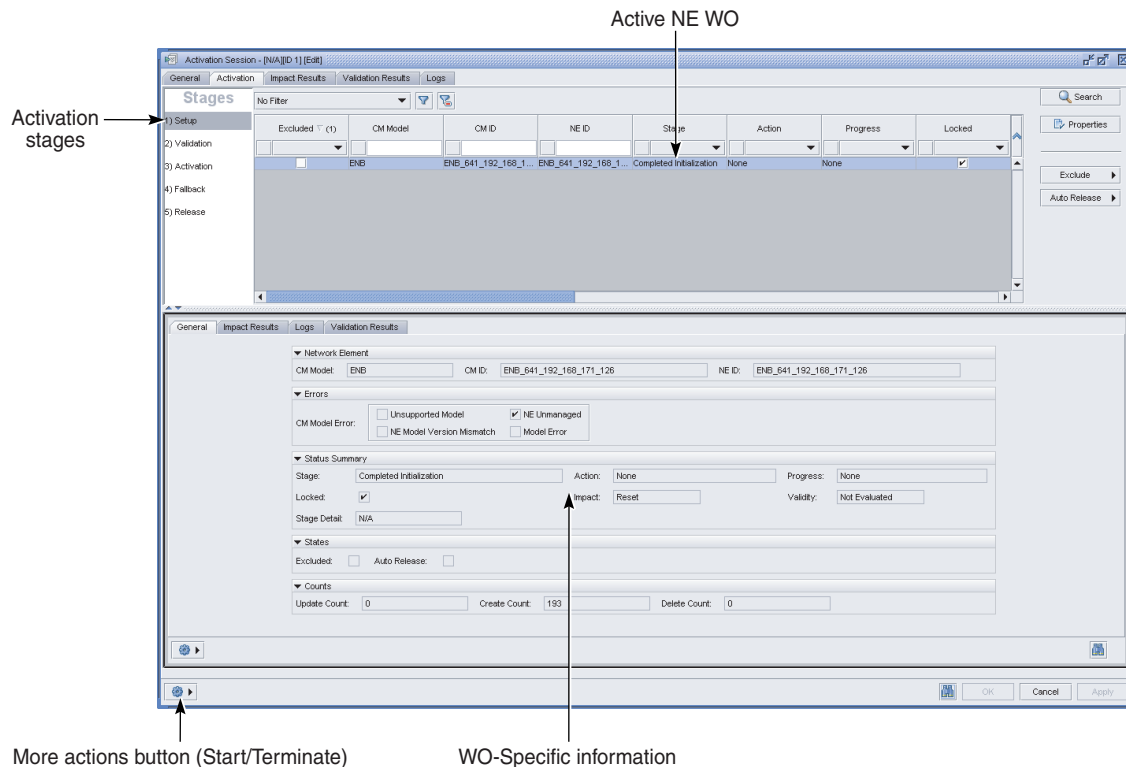 Active NE WO
Activation Session - [N/A][ID 1] [Edit]
General Activation Impact Results Validation Results Logs
Activation
stages
Stages
1) Setup
2) Validation
3) Activation
4) Fallback
5) Release
No Filter
Search
Properties
Exclude
Auto Release
Excluded (1) CM Model CM ID NE ID Stage Action Progress Locked
ENB ENB_641_192_168_1... ENB_641_192_168_1... Completed Initialization None None
General Impact Results Logs Validation Results
Network Element
CM Model: ENB CM ID: ENB_641_192_168_171_126 NE ID: ENB_641_192_168_171_126
Errors
CM Model Error: Unsupported Model NE Unmanaged
NE Model Version Mismatch Model Error
Status Summary
Stage: Completed Initialization Action: None Progress: None
Locked: Impact: Reset Validity: Not Evaluated
Stage Detail: N/A
States
Excluded: Auto Release:
Counts
Update Count: 0 Create Count: 193 Delete Count: 0
OK Cancel Apply
More actions button (Start/Terminate)
WO-Specific information